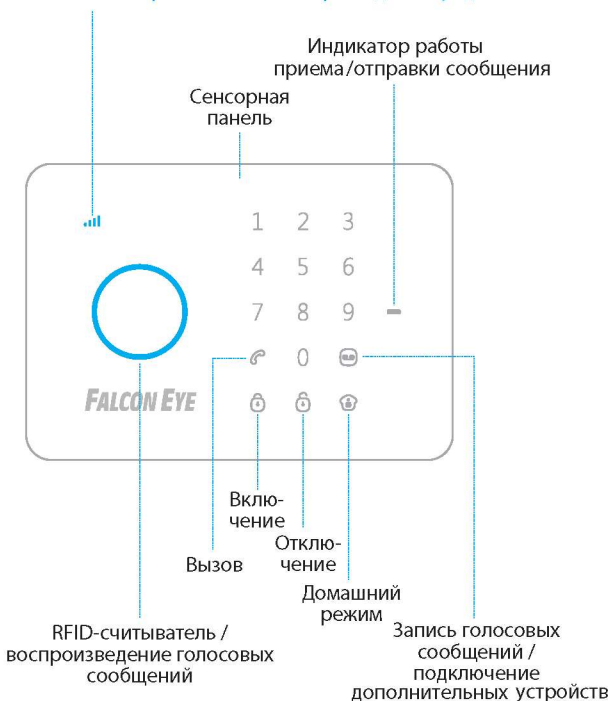 Индикатор работы
приема/отправки сообщения
Сенсорная
панель
1 2 3
4 5 6
7 8 9
0
FALCON EYE
Вклю-
чение
Отклю-
чение
Вызов
Домашний
режим
RFID-считыватель /
воспроизведение голосовых
сообщений
Запись голосовых
сообщений /
подключение
дополнительных устройств